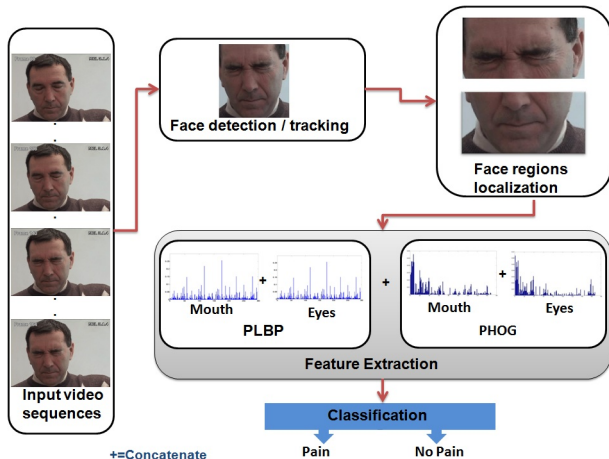 Input video
sequences
Face detection / tracking
Face regions
localization
+
+
+
Mouth
Eyes
PLBP
Mouth
Eyes
PHOG
Feature Extraction
Classification
Pain
No Pain
+=Concatenate